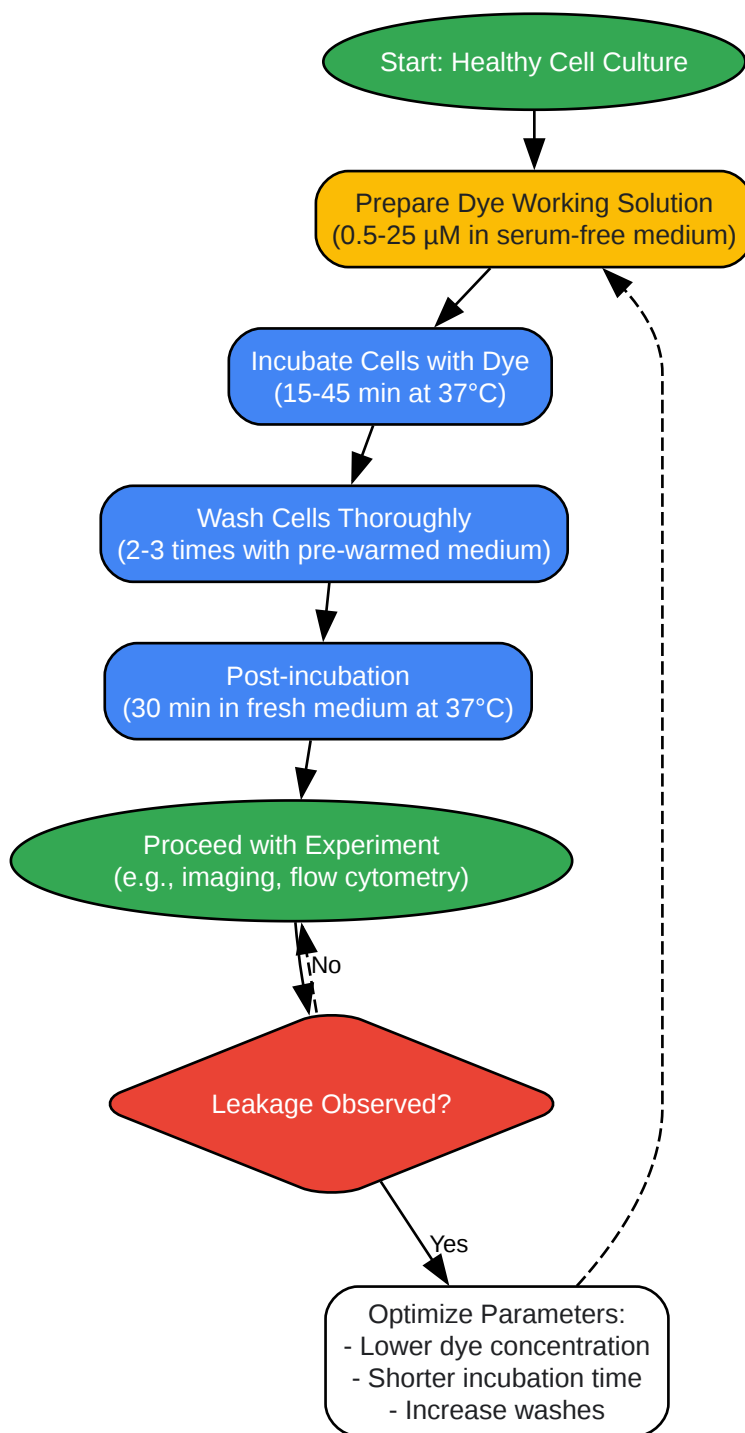 Start: Healthy Cell Culture
Prepare Dye Working Solution
(0.5-25 µM in serum-free medium)
Incubate Cells with Dye
(15-45 min at 37°C)
Wash Cells Thoroughly
(2-3 times with pre-warmed medium)
Post-incubation
(30 min in fresh medium at 37°C)
Proceed with Experiment
(e.g., imaging, flow cytometry)
No
Leakage Observed?
Yes
Optimize Parameters:
- Lower dye concentration
- Shorter incubation time
- Increase washes